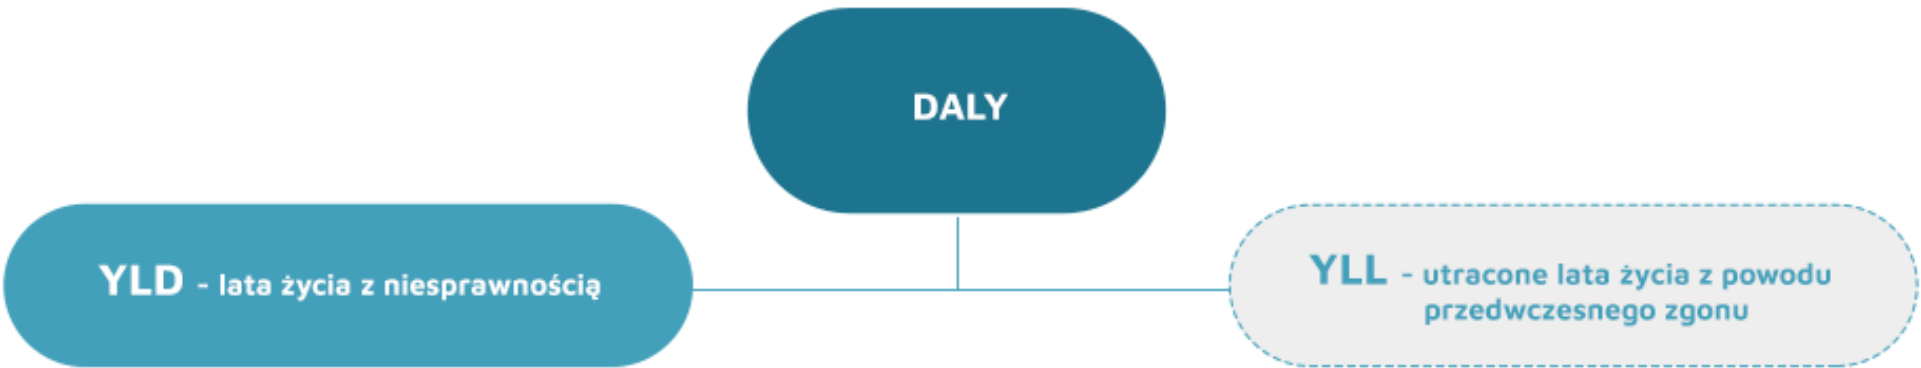 DALY
YLD - lata życia z niesprawnością
YLL - utracone lata życia z powodu
przedwczesnego zgonu